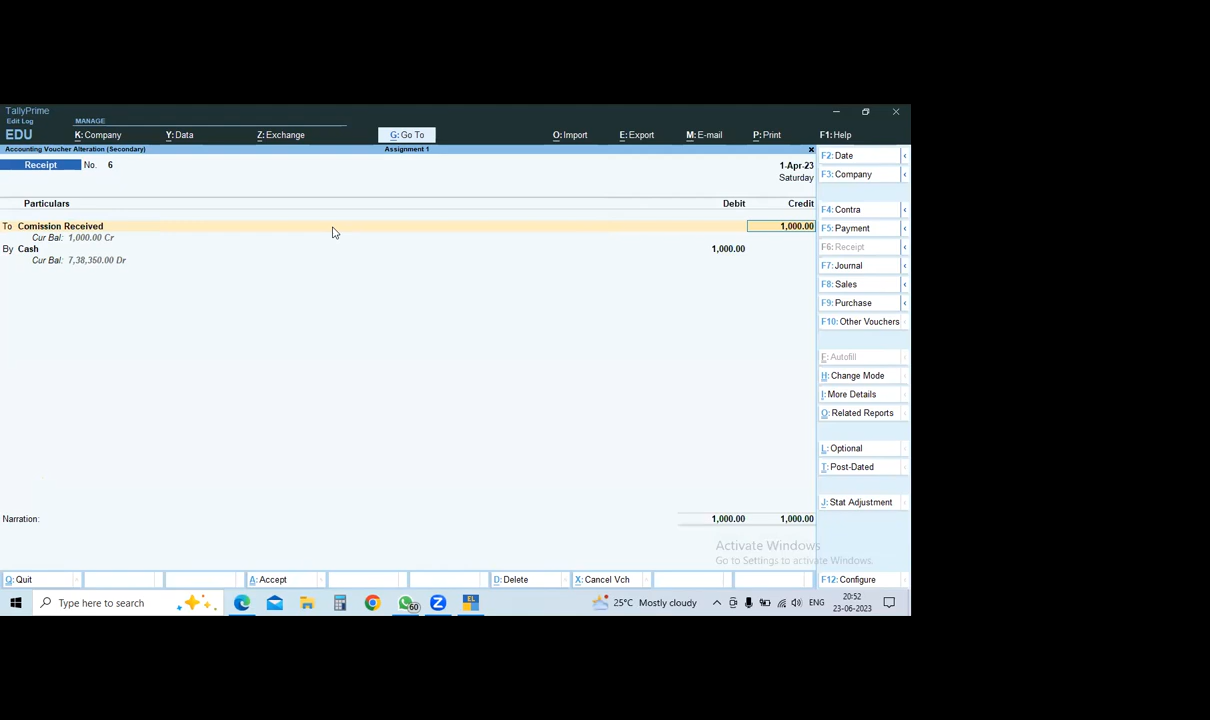 TallyPrime
Edit Log
EDU
MANAGE
K: Company Y: Data Z: Exchange G: Go To O: Import E: Export M: E-mail P: Print F1: Help
Accounting Voucher Alteration (Secondary) Assignment 1 x
Receipt No. 6 1-Apr-23
Saturday
Particulars Debit Credit
To Comission Received 1,000.00
Cur Bal: 1,000.00 Cr
By Cash 1,000.00
Cur Bal: 7,38,350.00 Dr
Narration: 1,000.00 1,000.00
F2: Date
F3: Company
F4: Contra
F5: Payment
F6: Receipt
F7: Journal
F8: Sales
F9: Purchase
F10: Other Vouchers
F: Autofill
H: Change Mode
I: More Details
O: Related Reports
L: Optional
T: Post-Dated
J: Stat Adjustment
Activate Windows
Go to Settings to activate Windows.
Q: Quit A: Accept D: Delete X: Cancel Vch F12: Configure
Type here to search 60 EL 25°C Mostly cloudy ENG 20:52
23-06-2023